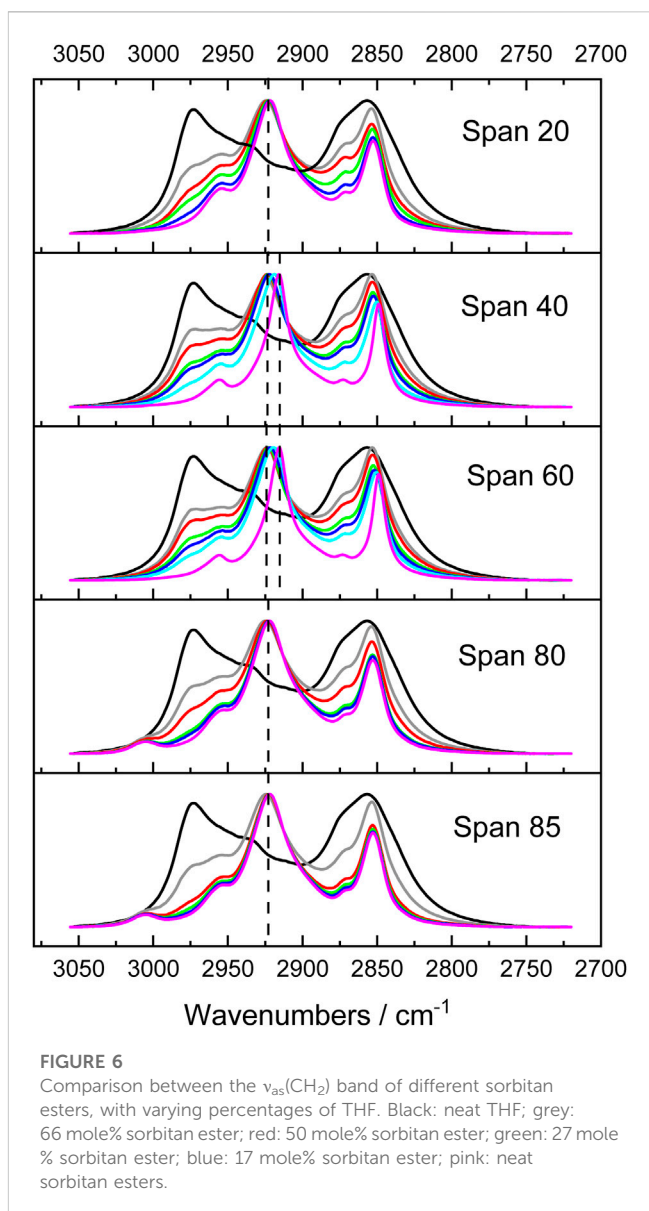 3050 3000 2950 2900 2850 2800 2750 2700
Span 20
Span 40
Span 60
Span 80
Span 85
3050 3000 2950 2900 2850 2800 2750 2700
Wavenumbers / cm⁻¹
FIGURE 6
Comparison between the νas(CH2) band of different sorbitan
esters, with varying percentages of THF. Black: neat THF; grey:
66 mole% sorbitan ester; red: 50 mole% sorbitan ester; green: 27 mole
% sorbitan ester; blue: 17 mole% sorbitan ester; pink: neat
sorbitan esters.